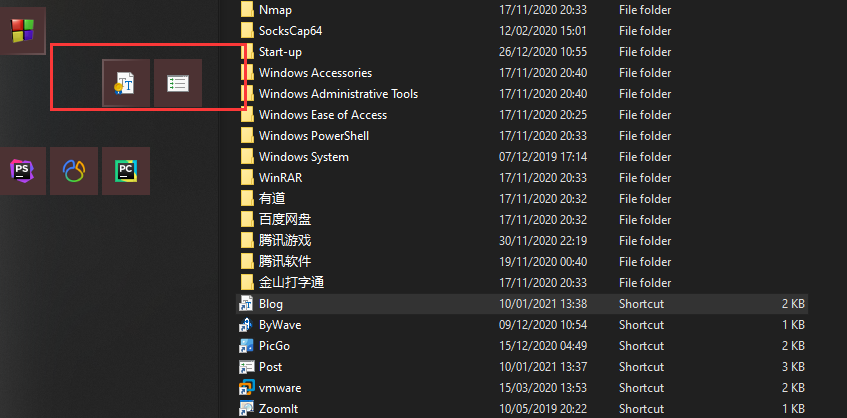 Nmap 17/11/2020 20:33 File folder
SocksCap64 12/02/2020 15:01 File folder
Start-up 26/12/2020 10:55 File folder
Windows Accessories 17/11/2020 20:40 File folder
Windows Administrative Tools 17/11/2020 20:40 File folder
Windows Ease of Access 17/11/2020 20:25 File folder
Windows PowerShell 17/11/2020 20:33 File folder
PS PC Windows System 07/12/2019 17:14 File folder
WinRAR 17/11/2020 20:33 File folder
有道 17/11/2020 20:32 File folder
百度网盘 17/11/2020 20:32 File folder
腾讯游戏 30/11/2020 22:19 File folder
腾讯软件 19/11/2020 00:40 File folder
金山打字通 17/11/2020 20:33 File folder
Blog 10/01/2021 13:38 Shortcut 2 KB
ByWave 09/12/2020 10:54 Shortcut 1 KB
PicGo 15/12/2020 04:49 Shortcut 2 KB
Post 10/01/2021 13:37 Shortcut 3 KB
vmware 15/03/2020 13:53 Shortcut 2 KB
ZoomIt 10/05/2019 20:22 Shortcut 1 KB